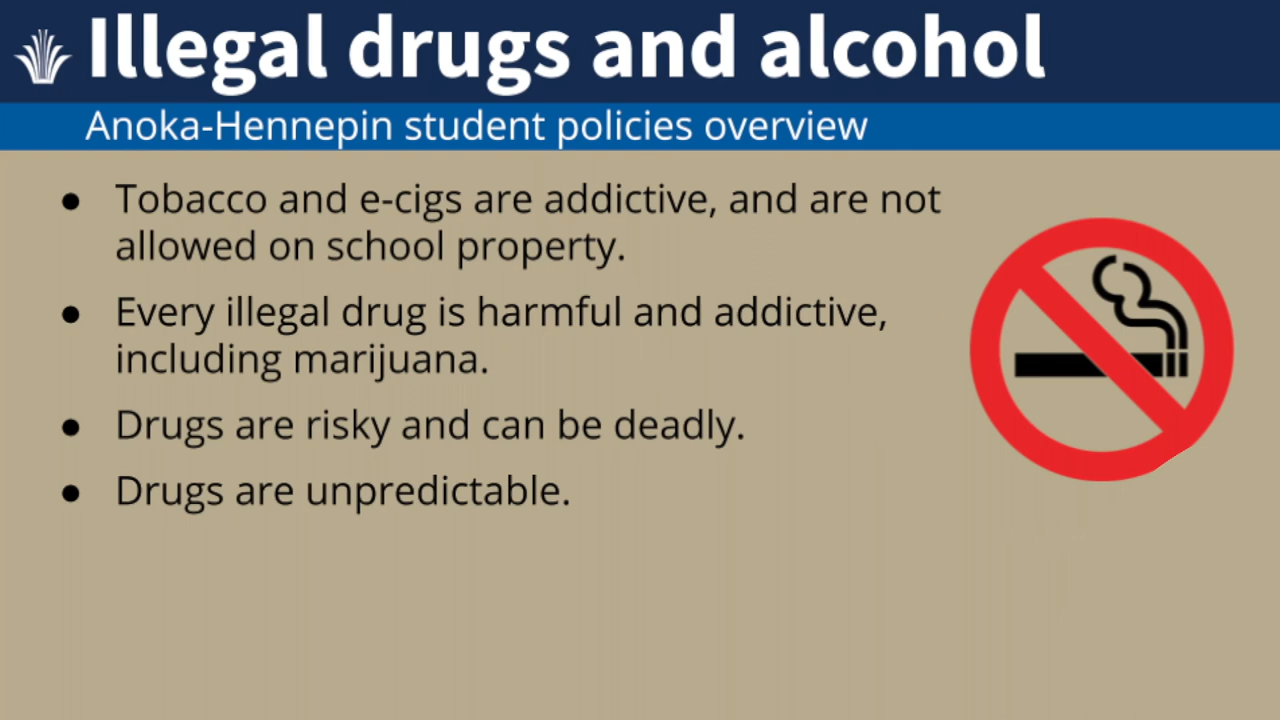 Illegal drugs and alcohol
Anoka-Hennepin student policies overview
● Tobacco and e-cigs are addictive, and are not
allowed on school property.
● Every illegal drug is harmful and addictive,
including marijuana.
● Drugs are risky and can be deadly.
● Drugs are unpredictable.